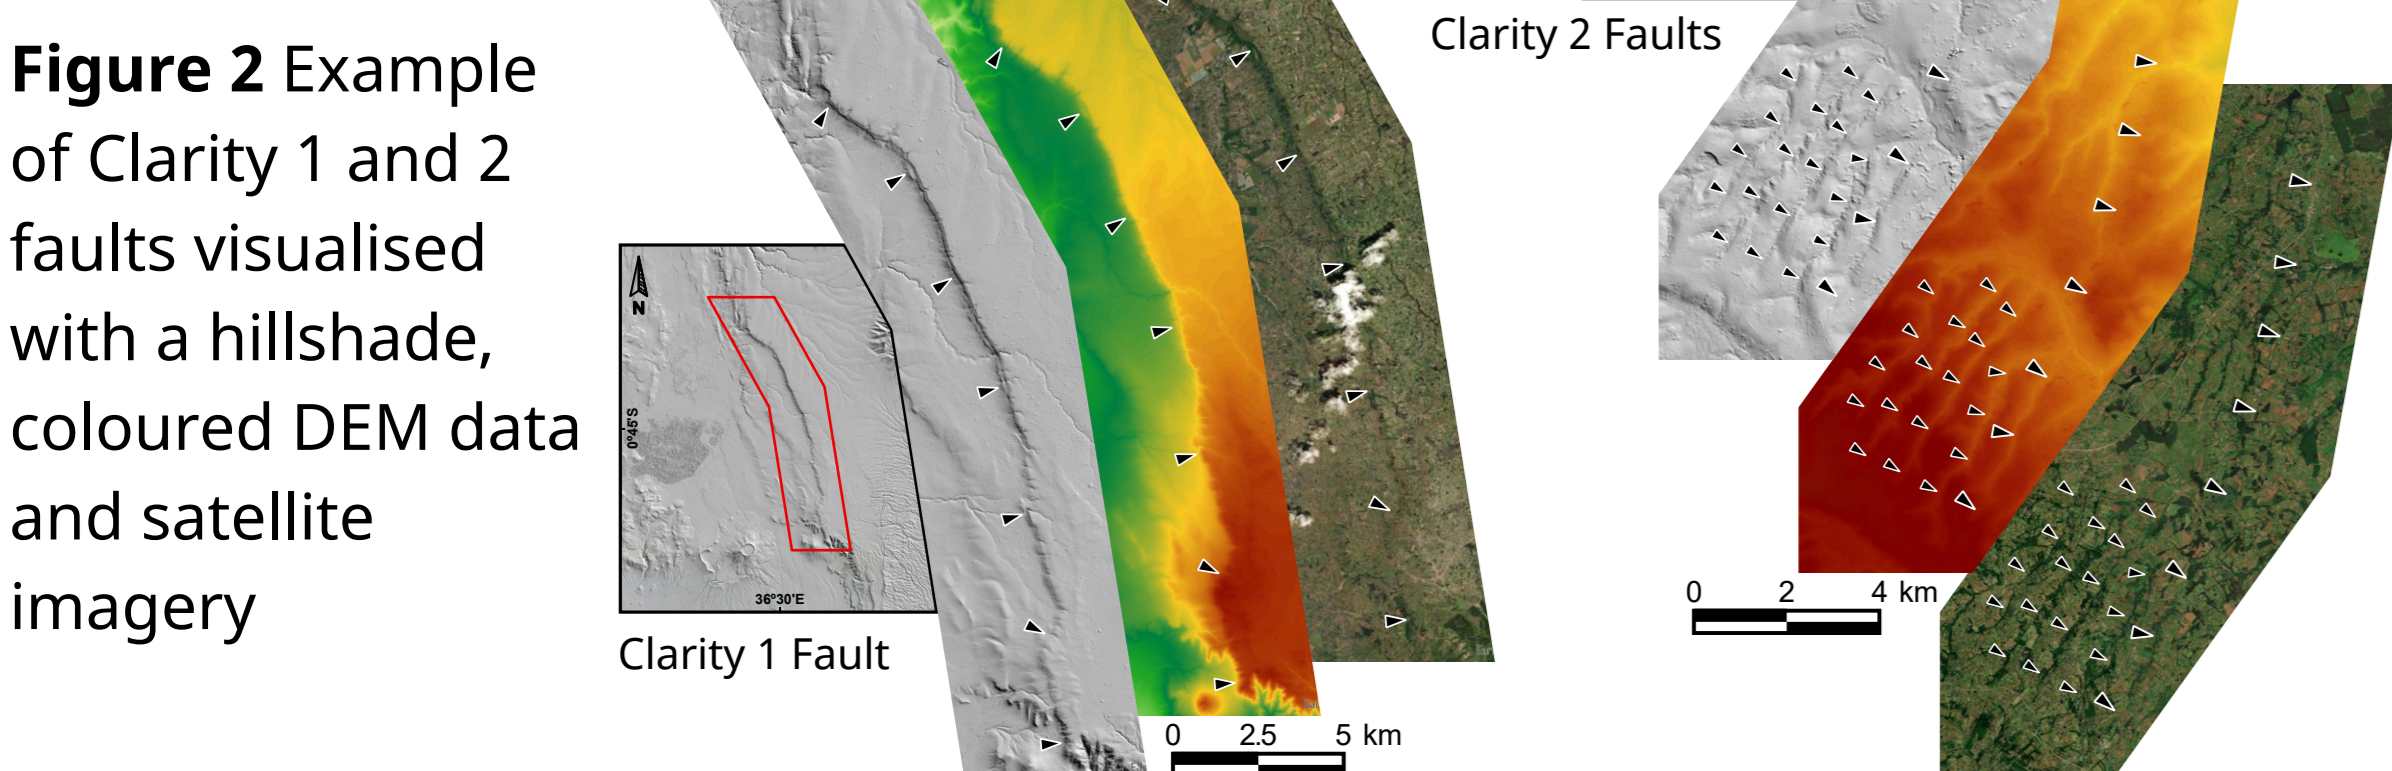 Figure 2 Example
of Clarity 1 and 2
faults visualised
with a hillshade,
coloured DEM data
and satellite
imagery
N
0°45'S
36°30'E
Clarity 1 Fault
0 2.5 5 km
Clarity 2 Faults
0 2 4 km